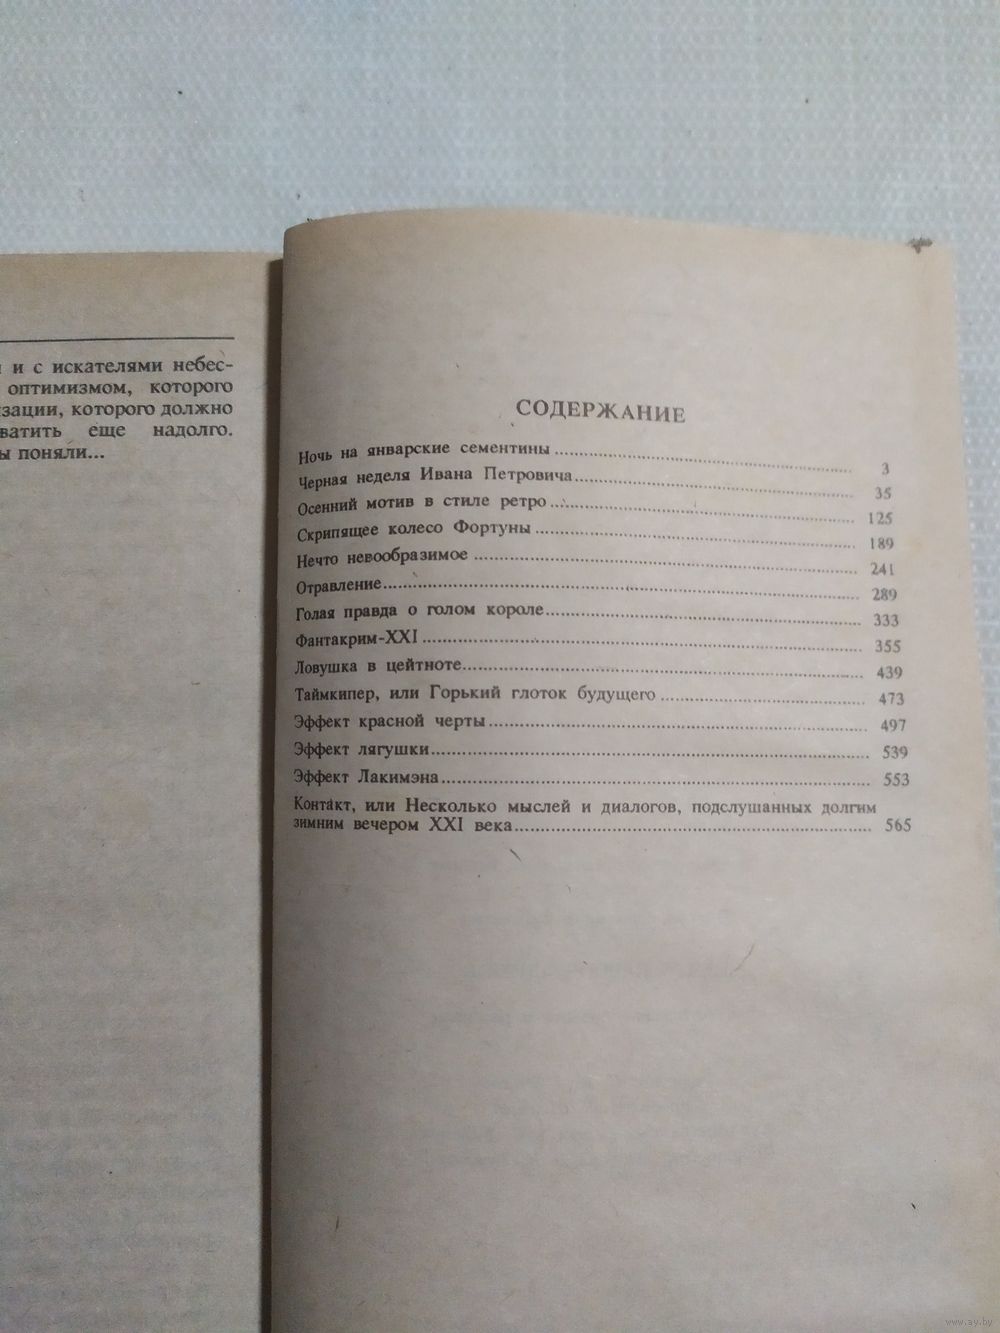 и с искателями небес-
оптимизмом, которого
зации, которого должно
ватить еще надолго.
ы поняли...
СОДЕРЖАНИЕ
Ночь на январские сементины 3
Черная неделя Ивана Петровича 35
Осенний мотив в стиле ретро 125
Скрипящее колесо Фортуны 189
Нечто невообразимое 241
Отравление 289
Голая правда о голом короле 333
Фантакрим-XXI 355
Ловушка в цейтноте 439
Таймкипер, или Горький глоток будущего 473
Эффект красной черты 497
Эффект лягушки 539
Эффект Лакимэна 553
Контакт, или Несколько мыслей и диалогов, подслушанных долгим
зимним вечером XXI века 565
www.ay.by